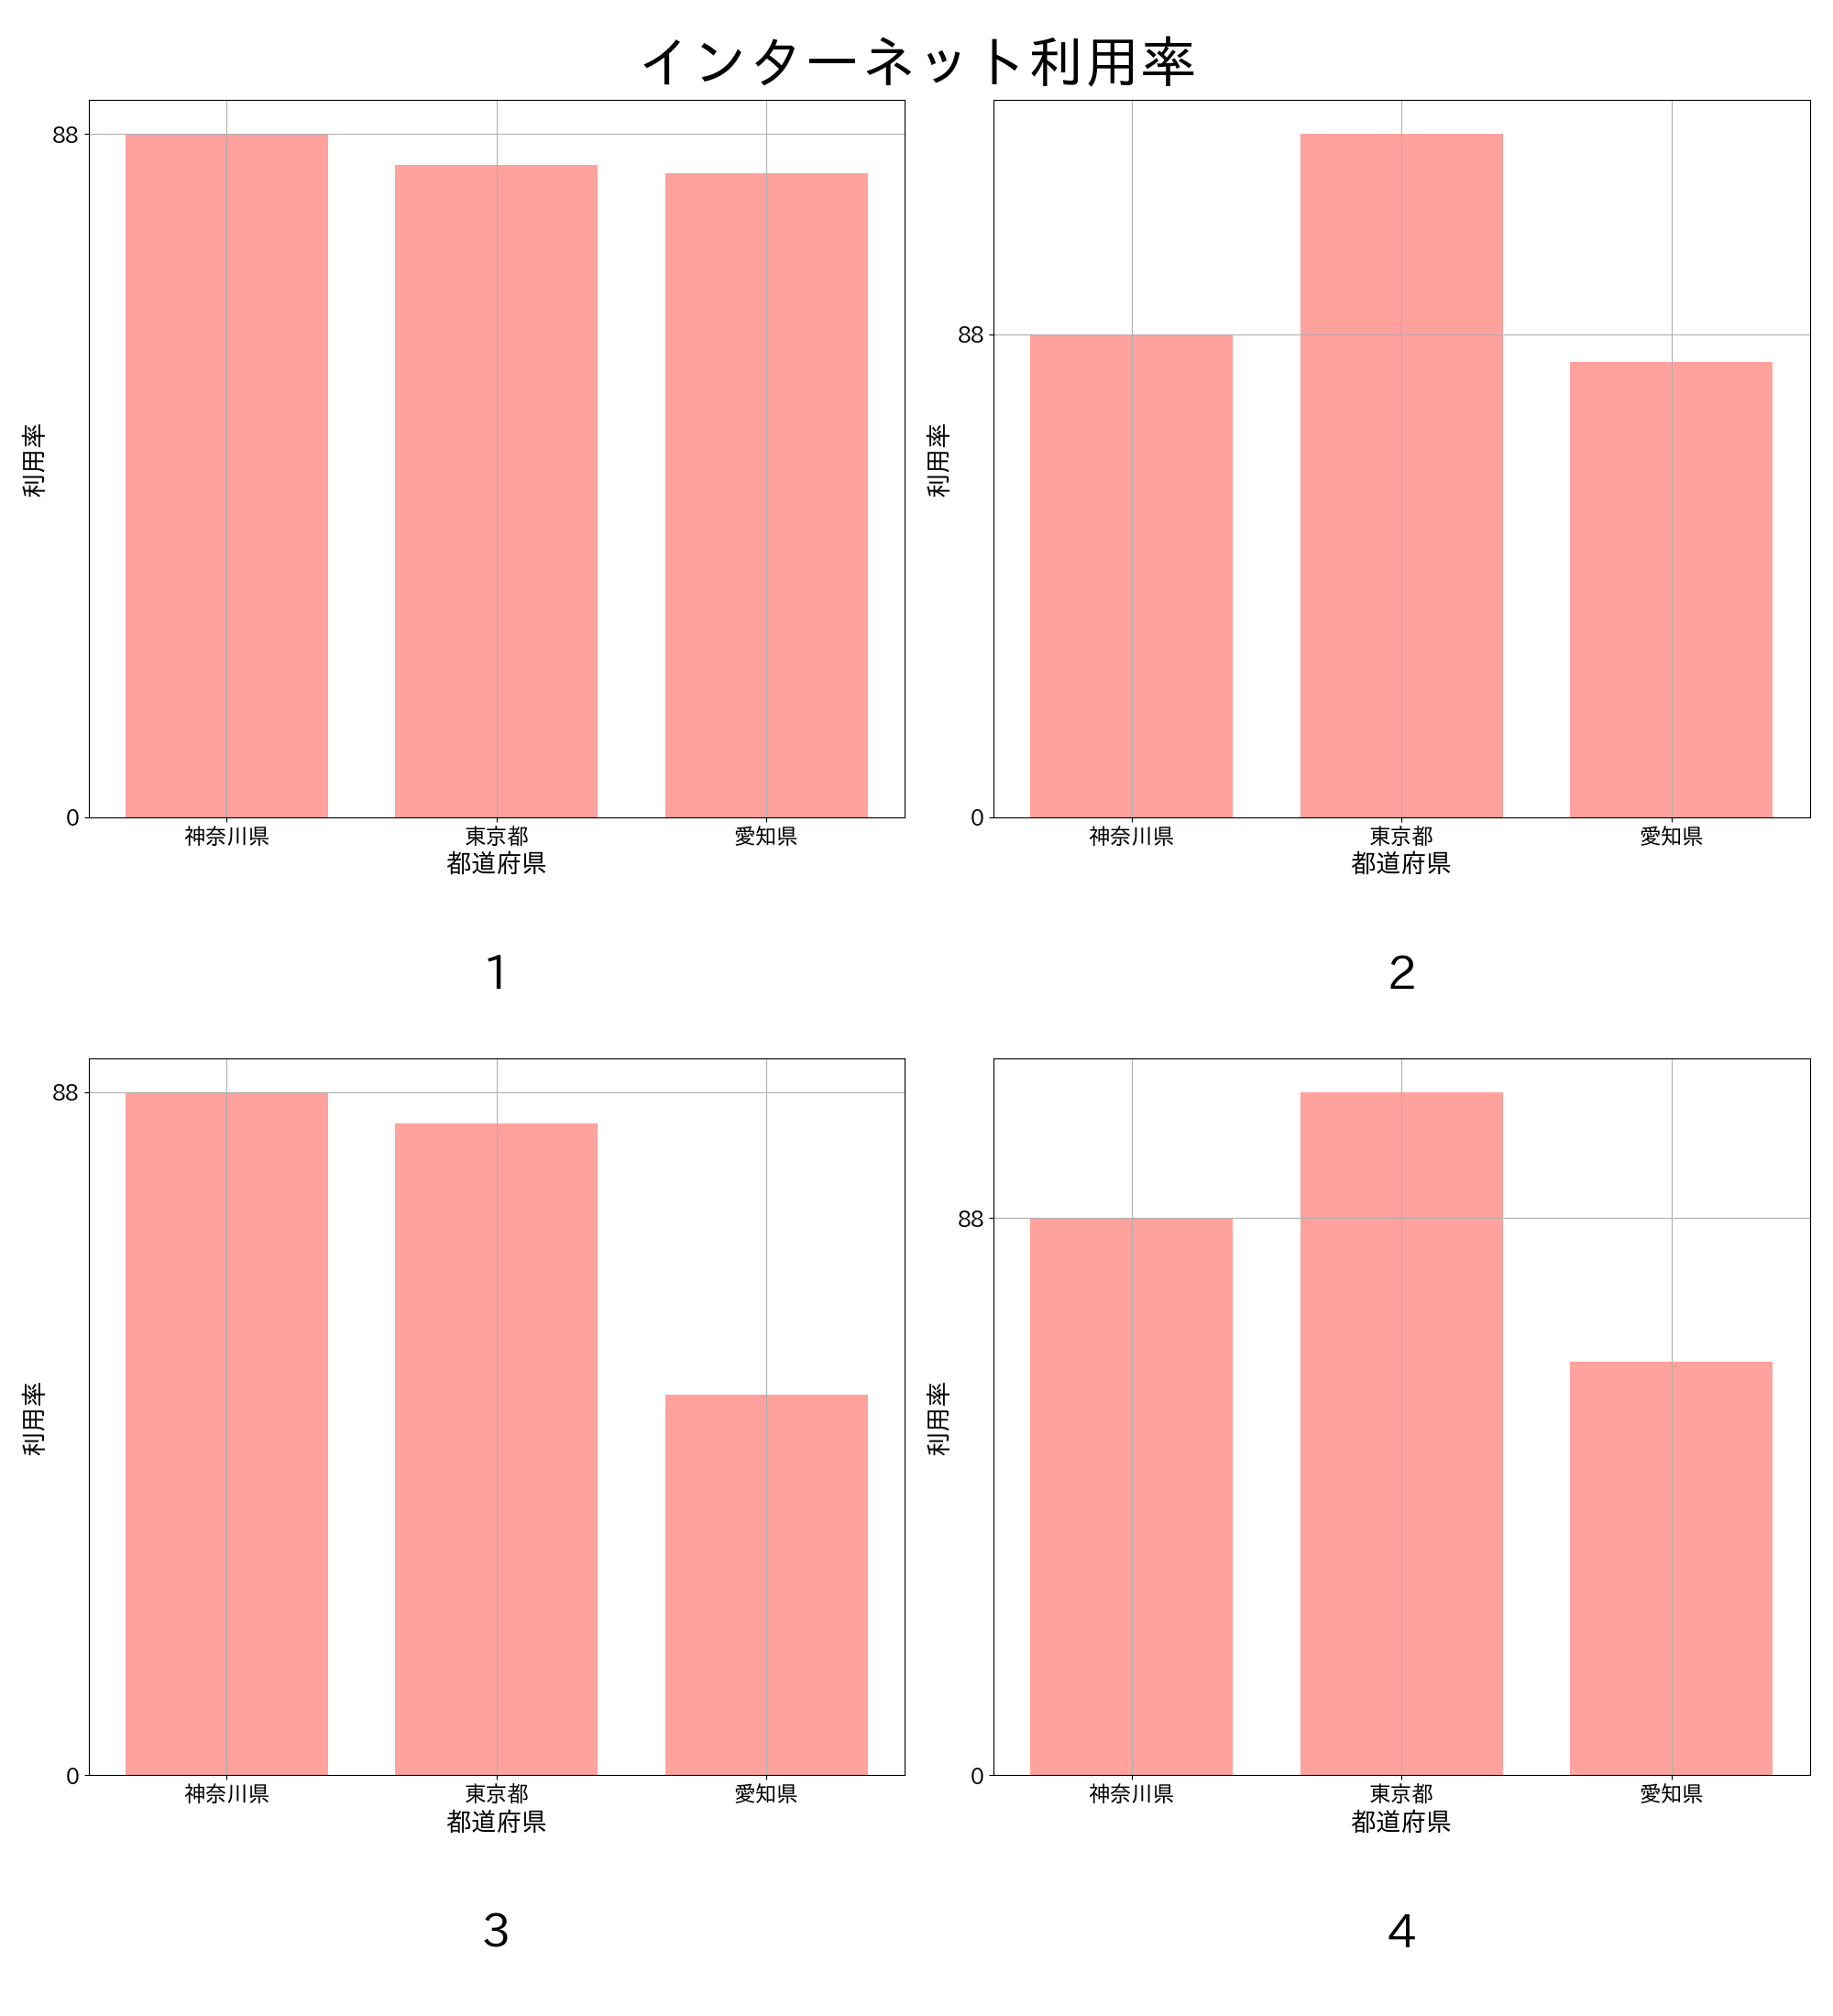 インターネット利用率
88
0
利用率
神奈川県 東京都 愛知県
都道府県
1
88
0
利用率
神奈川県 東京都 愛知県
都道府県
2
88
0
利用率
神奈川県 東京都 愛知県
都道府県
3
88
0
利用率
神奈川県 東京都 愛知県
都道府県
4